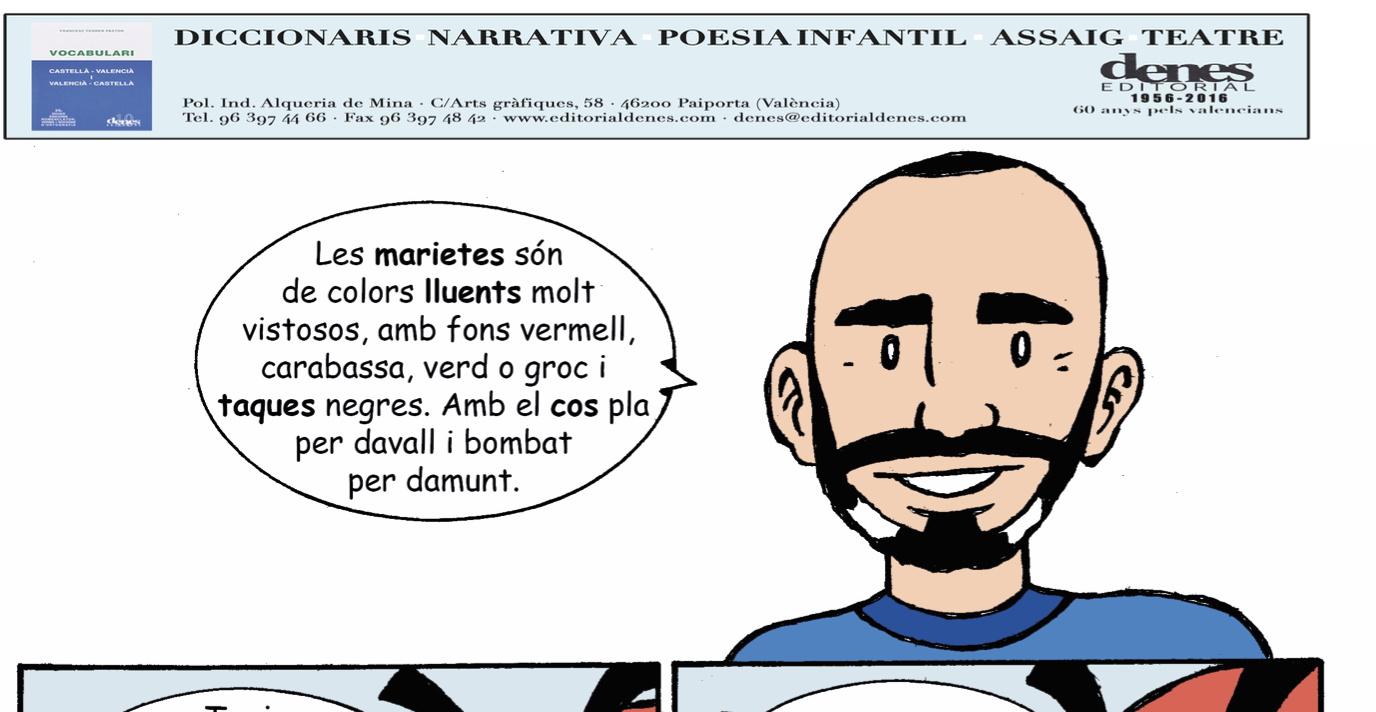 DICCIONARIS · NARRATIVA · POESIA INFANTIL · ASSAIG · TEATRE
VOCABULARI
CASTELLÀ - VALENCIÀ
I
VALENCIÀ - CASTELLÀ
denes
denes
EDITORIAL
1956-2016
60 anys pels valencians
Pol. Ind. Alqueria de Mina · C/Arts gràfiques, 58 · 46200 Paiporta (València)
Tel. 96 397 44 66 · Fax 96 397 48 42 · www.editorialdenes.com · denes@editorialdenes.com
Les marietes són
de colors lluents molt
vistosos, amb fons vermell,
carabassa, verd o groc i
taques negres. Amb el cos pla
per davall i bombat
per damunt.